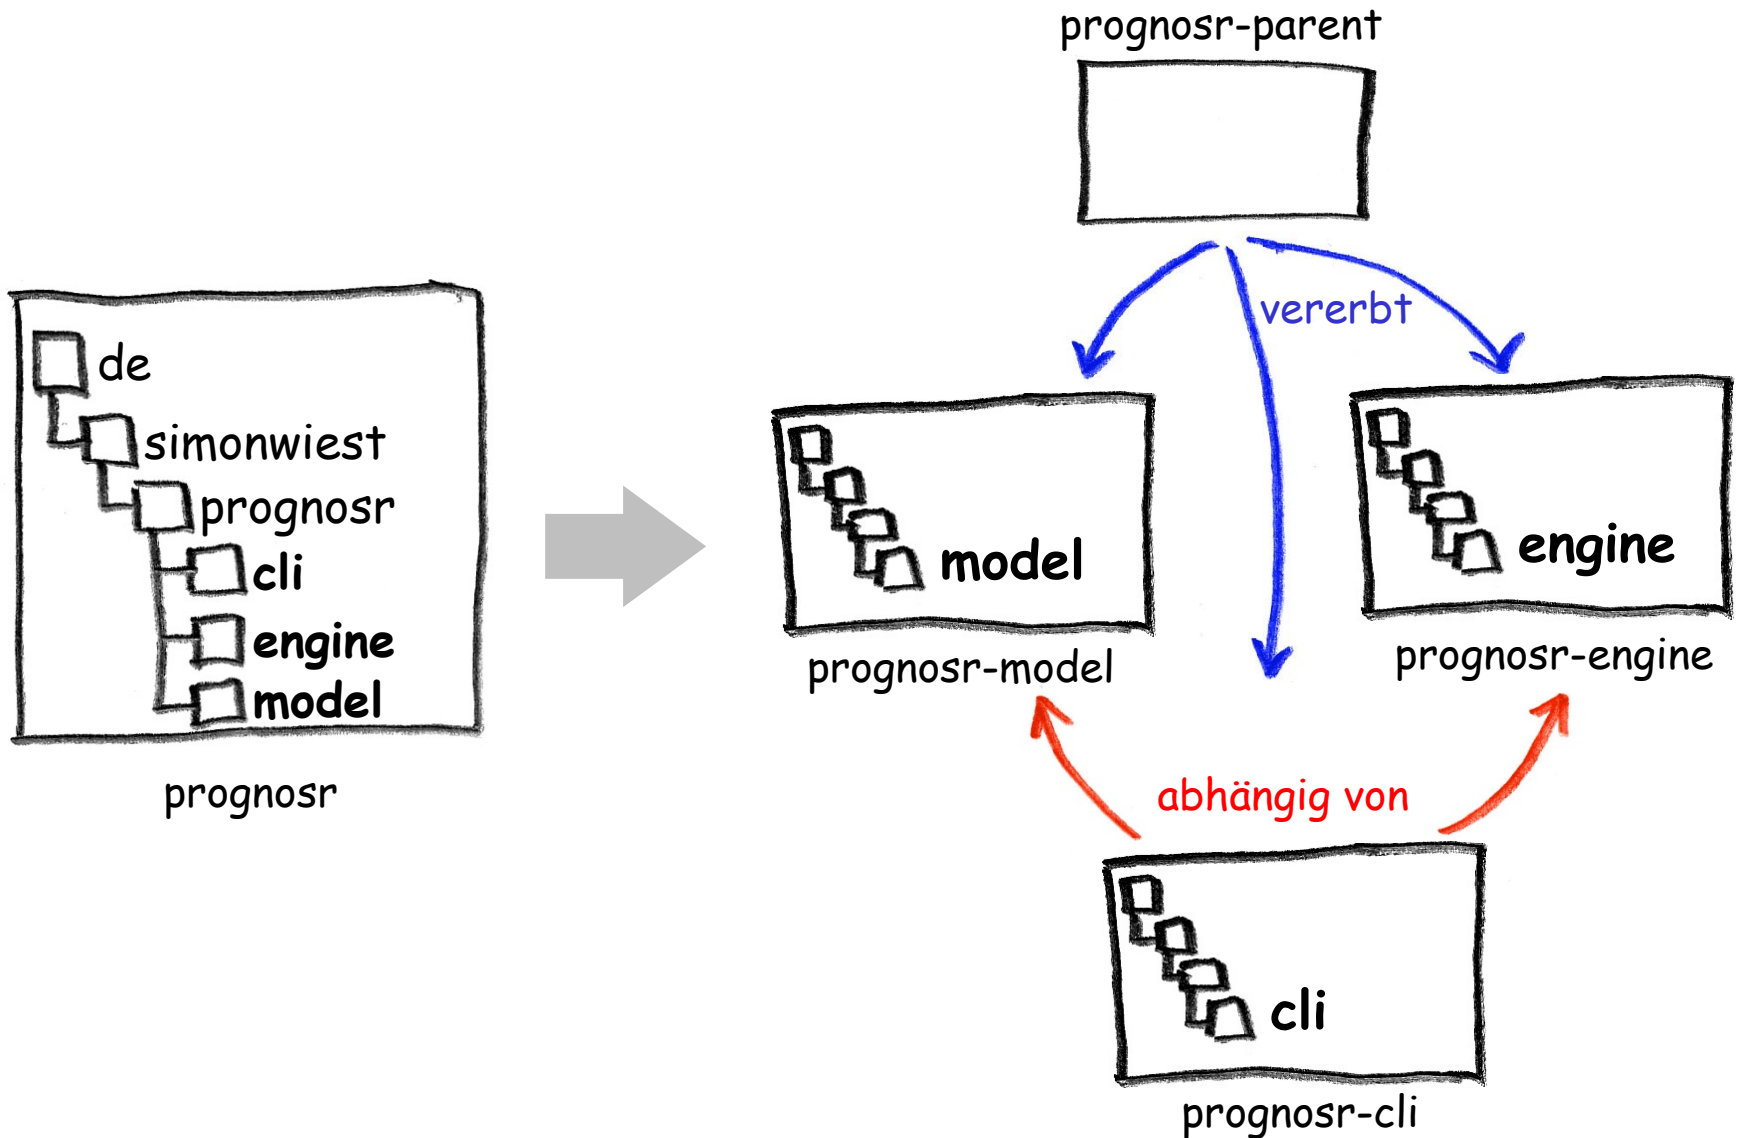 prognosr-parent
de
simonwiest
prognosr
cli
engine
model
prognosr
vererbt
model
prognosr-model
engine
prognosr-engine
abhängig von
cli
prognosr-cli